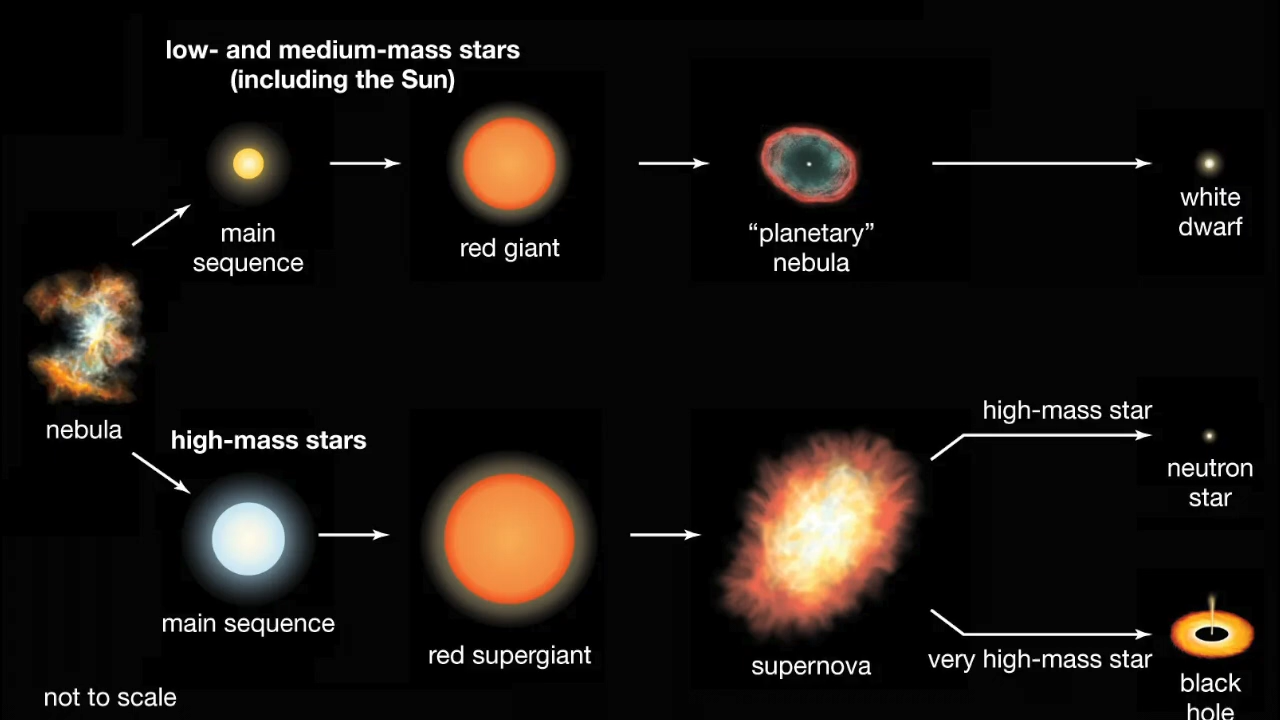 low- and medium-mass stars
(including the Sun)
main
sequence
red giant
“planetary”
nebula
white
dwarf
nebula
high-mass stars
main sequence
red supergiant
supernova
high-mass star
neutron
star
very high-mass star
black
hole
not to scale